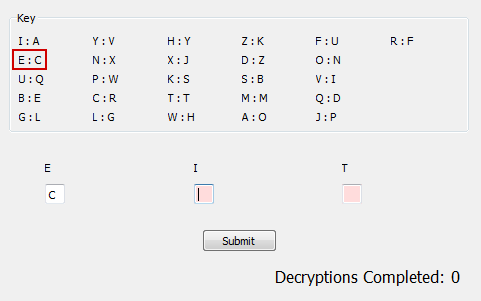 Key
I : A Y : V H : Y Z : K F : U R : F
E : C N : X X : J D : Z O : N
U : Q P : W K : S S : B V : I
B : E C : R T : T M : M Q : D
G : L L : G W : H A : O J : P
E I T
C
Submit
Decryptions Completed: 0